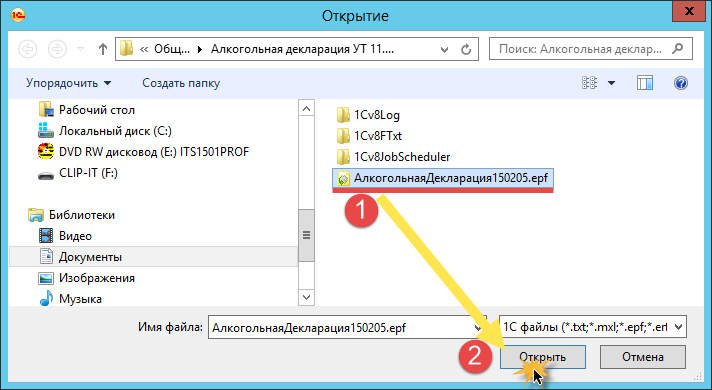 Открытие
« Общ... Алкогольная декларация УТ 11....
Поиск: Алкогольная деклар...
Упорядочить
Создать папку
Рабочий стол
Локальный диск (C:)
DVD RW дисковод (E:) ITS1501PROF
CLIP-IT (F:)
Библиотеки
Видео
Документы
Изображения
Музыка
1Cv8Log
1Cv8FTxt
1Cv8JobScheduler
АлкогольнаяДекларация150205.epf
1
Имя файла:
АлкогольнаяДекларация150205.epf
1С файлы (*.txt;*.mxl;*.epf;*.erf
2
Открыть
Отмена